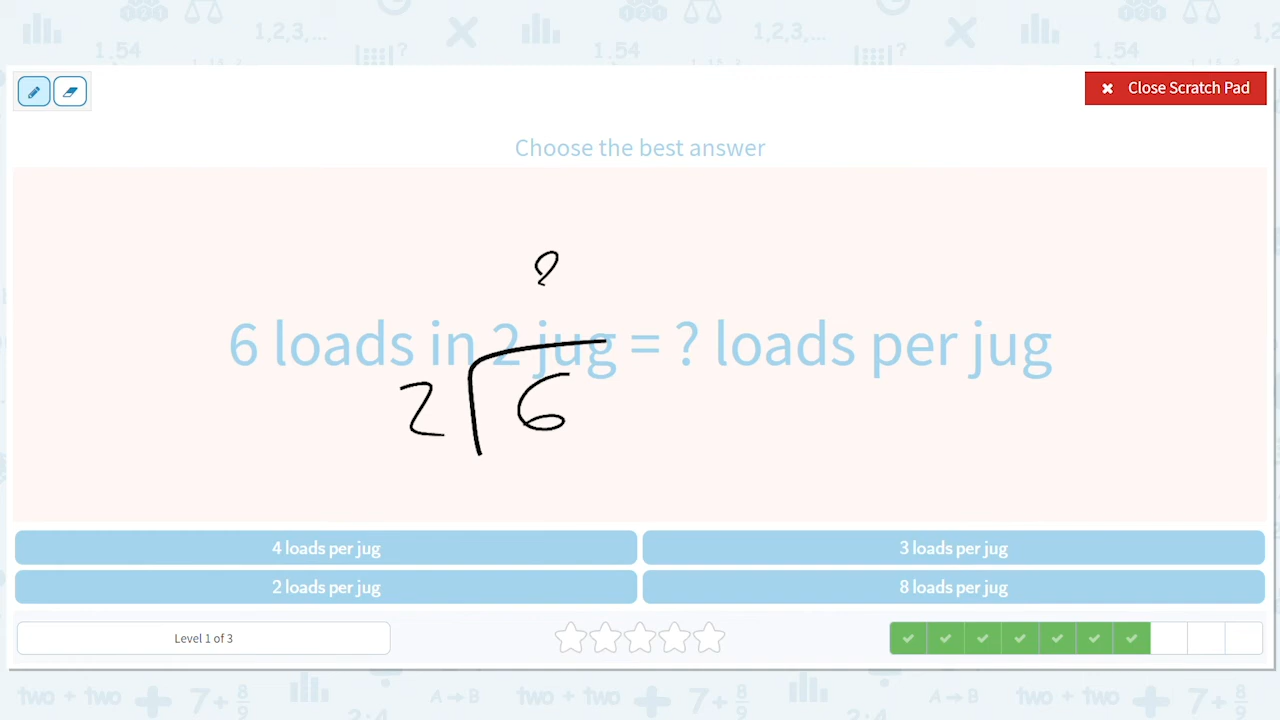 Close Scratch Pad
Choose the best answer
?
6 loads in 2 jug = ? loads per jug
2 6
4 loads per jug
3 loads per jug
2 loads per jug
8 loads per jug
Level 1 of 3